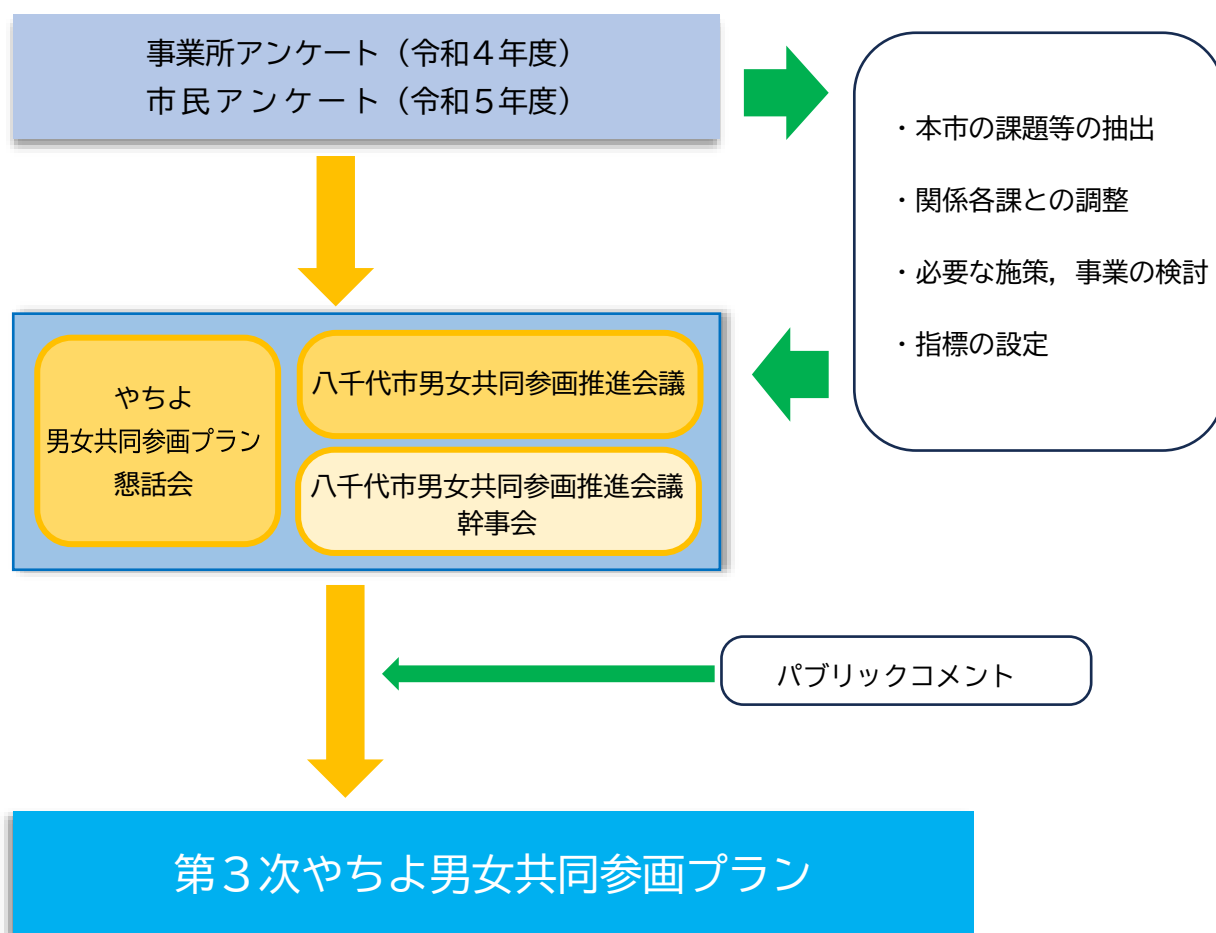 事業所アンケート（令和４年度）
市民アンケート（令和５年度）
・本市の課題等の抽出
・関係各課との調整
・必要な施策，事業の検討
・指標の設定
やちよ
男女共同参画プラン
懇話会
八千代市男女共同参画推進会議
八千代市男女共同参画推進会議
幹事会
パブリックコメント
第３次やちよ男女共同参画プラン